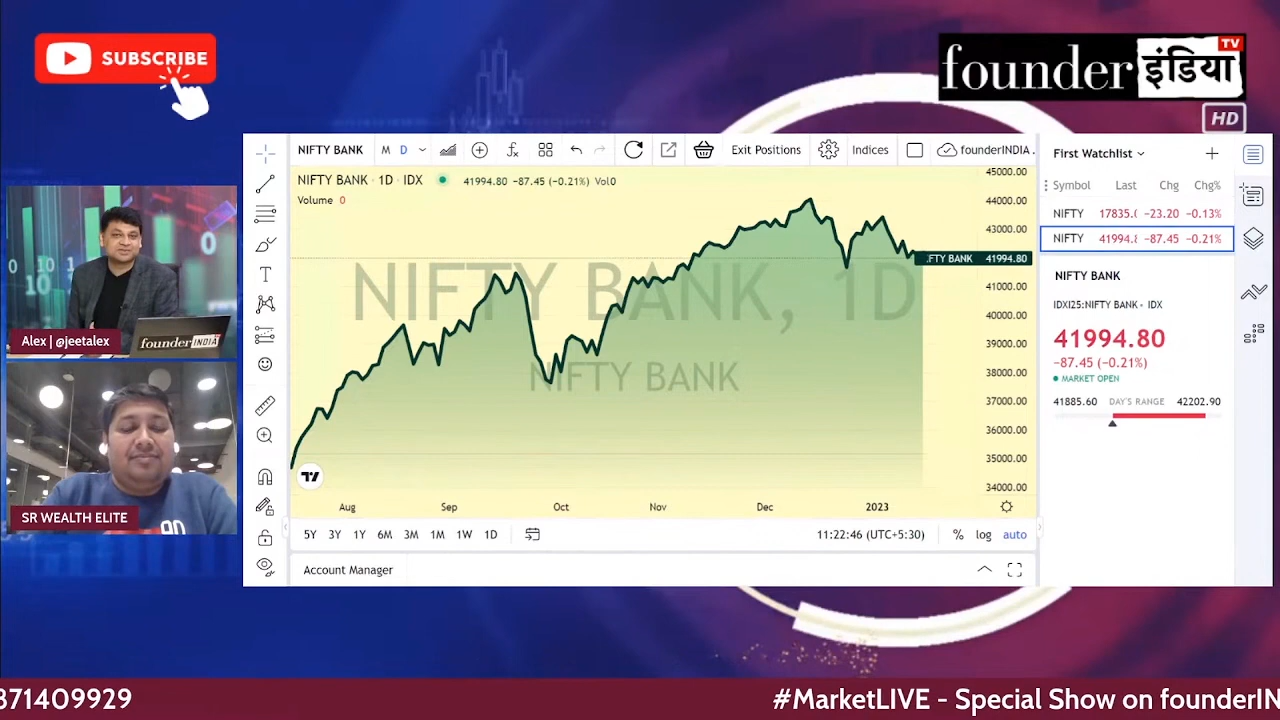 SUBSCRIBE
founder इंडिया TV
HD
NIFTY BANK M D Exit Positions Indices founderINDIA .
NIFTY BANK · 1D · IDX 41994.80 −87.45 (−0.21%) Vol0
Volume 0
NIFTY BANK, 1D
NIFTY BANK
45000.00
44000.00
43000.00
.FTY BANK 41994.80
41000.00
40000.00
39000.00
38000.00
37000.00
36000.00
35000.00
34000.00
Aug Sep Oct Nov Dec 2023
5Y 3Y 1Y 6M 3M 1M 1W 1D 11:22:46 (UTC+5:30) % log auto
Account Manager
First Watchlist
Symbol Last Chg Chg%
NIFTY 17835.( −23.20 −0.13%
NIFTY 41994.8 −87.45 −0.21%
NIFTY BANK
IDXI25:NIFTY BANK · IDX
41994.80
−87.45 (−0.21%)
MARKET OPEN
41885.60 DAY'S RANGE 42202.90
Alex | @jeetalex
founder INDIA
SR WEALTH ELITE
371409929 #MarketLIVE - Special Show on founderIN